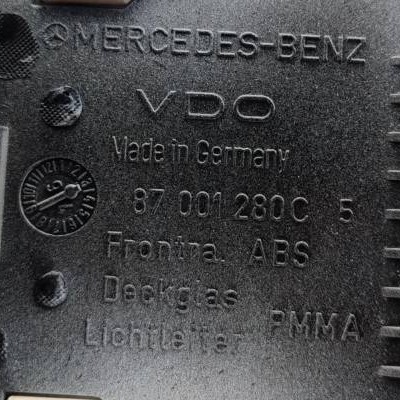 MERCEDES-BENZ
VDO
Made in Germany
87 001 280 C 5
Frontra. ABS
Deckglas
Lichtleiter PMMA